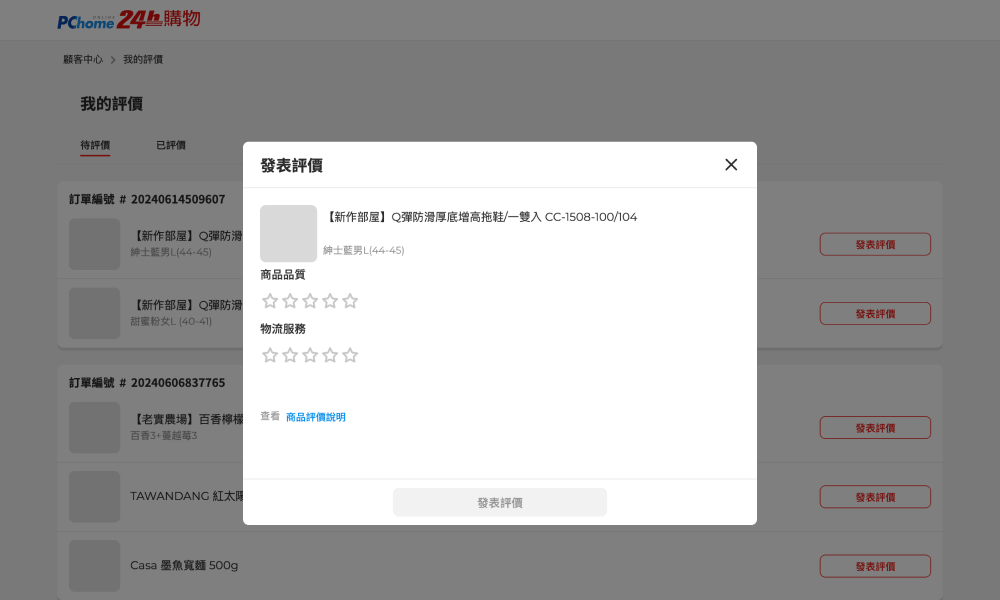 PChome ONLINE 24h購物
顧客中心 > 我的評價
我的評價
待評價 已評價
訂單編號 # 20240614509607
【新作部屋】Q彈防滑
紳士藍男L(44-45)
發表評價
【新作部屋】Q彈防滑
甜蜜粉女L (40-41)
發表評價
訂單編號 # 20240606837765
【老實農場】百香檸檬
百香3+蔓越莓3
發表評價
TAWANDANG 紅太陽
發表評價
Casa 墨魚寬麵 500g
發表評價
發表評價
【新作部屋】Q彈防滑厚底增高拖鞋/一雙入 CC-1508-100/104
紳士藍男L(44-45)
商品品質
物流服務
查看 商品評價說明
發表評價